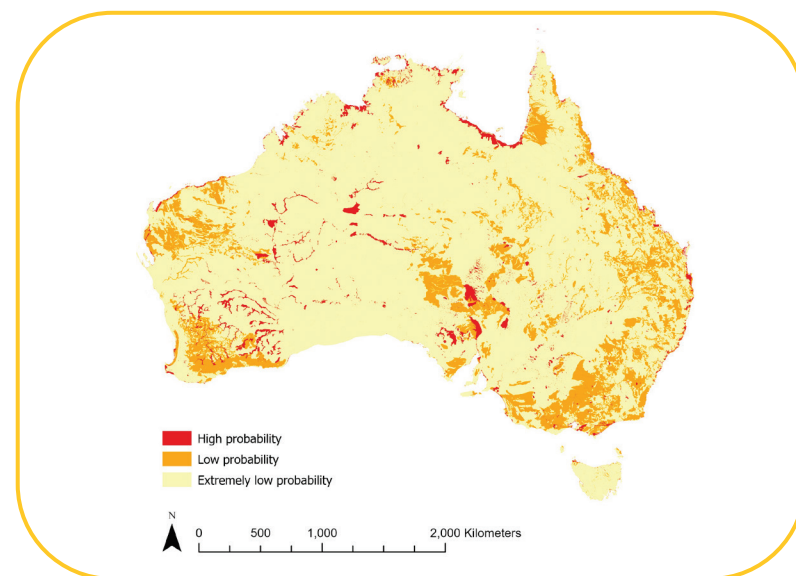 High probability
Low probability
Extremely low probability
N
0 500 1,000 2,000 Kilometers